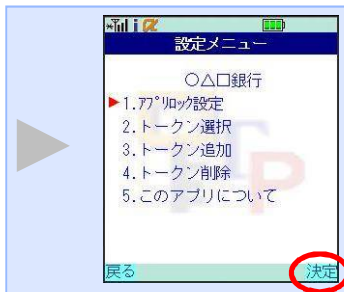 i α
設定メニュー
○△□銀行
1.ｱﾌﾟﾘﾛｯｸ設定
2.トークン選択
3.トークン追加
4.トークン削除
5.このアプリについて
戻る 決定